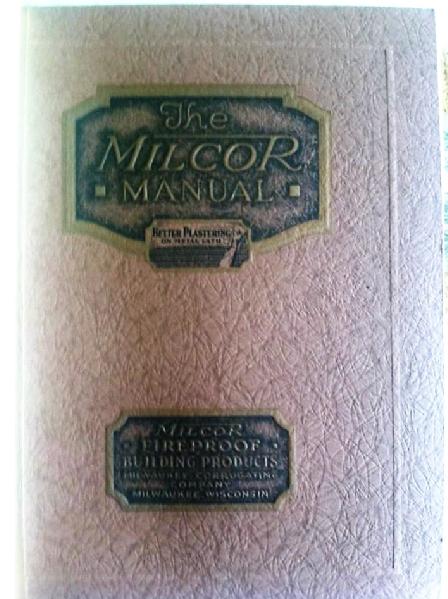 The
MILCOR
MANUAL
BETTER PLASTERING
ON METAL LATH
MILCOR
FIREPROOF
BUILDING PRODUCTS
MILWAUKEE CORRUGATING
COMPANY
MILWAUKEE, WISCONSIN